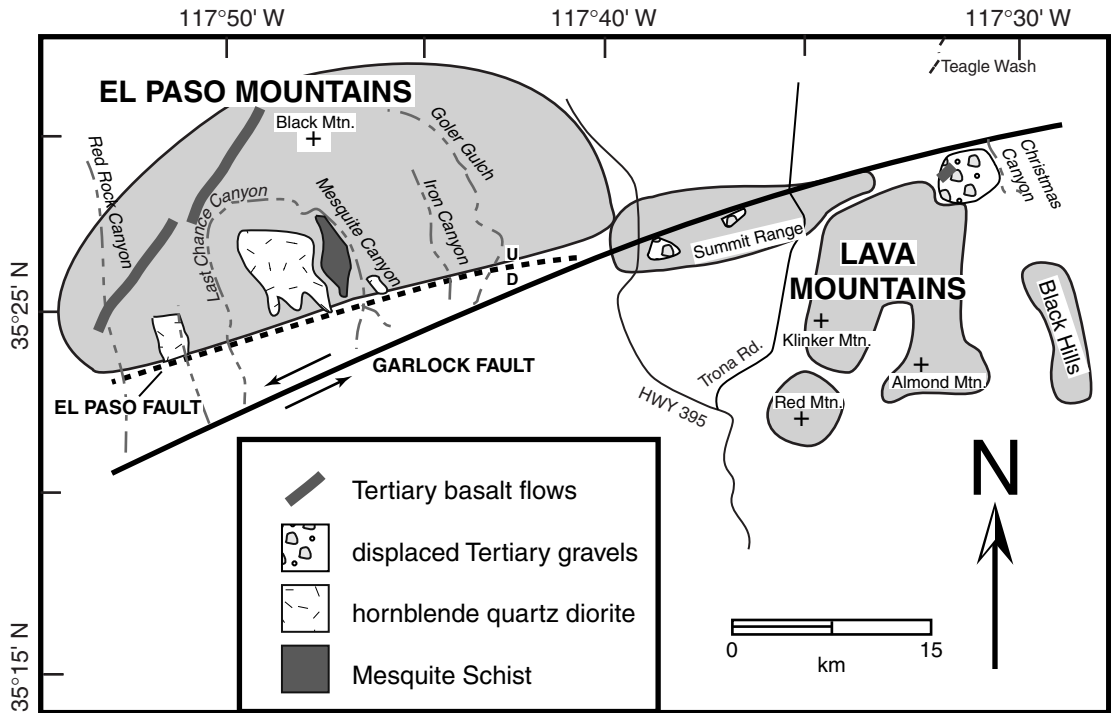 117°50' W
117°40' W
117°30' W
Teagle Wash
EL PASO MOUNTAINS
Black Mtn.
Goler Gulch
Red Rock Canyon
Last Chance Canyon
Mesquite Canyon
Iron Canyon
Christmas
Canyon
U
D
Summit Range
LAVA
MOUNTAINS
35°25' N
Black Hills
Klinker Mtn.
Trona Rd.
GARLOCK FAULT
Almond Mtn.
EL PASO FAULT
HWY 395
Red Mtn.
N
Tertiary basalt flows
displaced Tertiary gravels
hornblende quartz diorite
Mesquite Schist
0
15
km
35°15' N